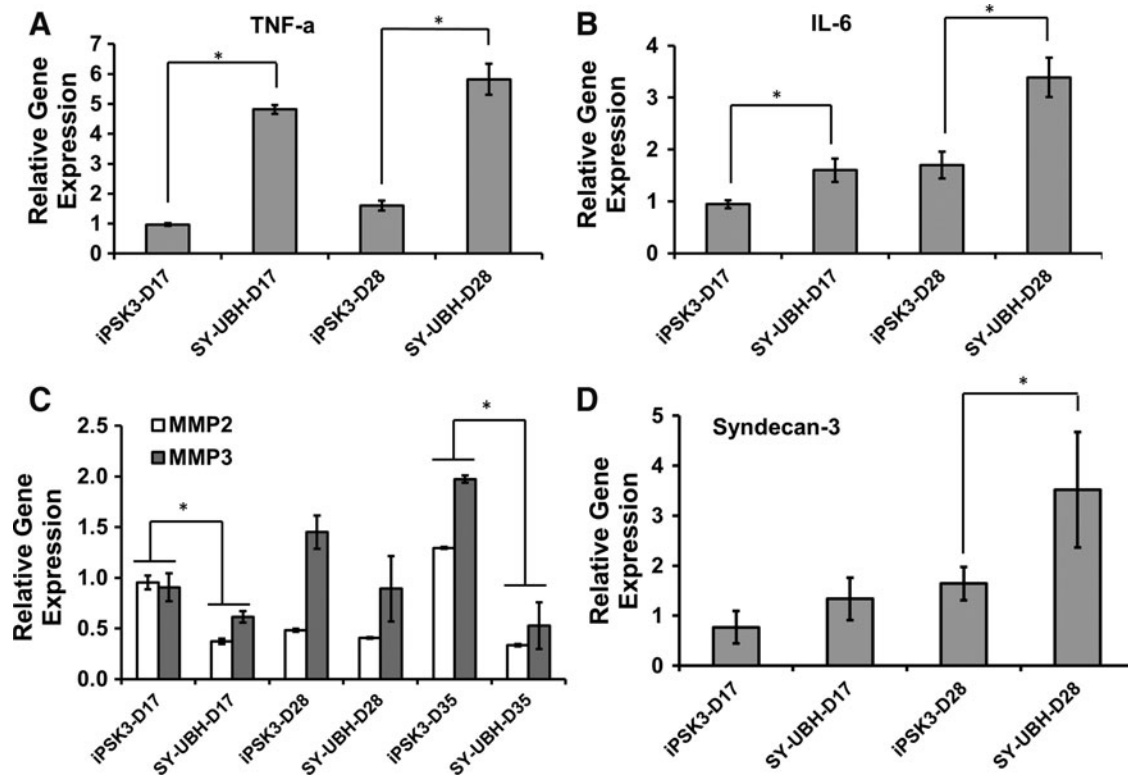 A
TNF-a
Relative Gene
Expression
7
6
5
4
3
2
1
0
*
*
iPSK3-D17
SY-UBH-D17
iPSK3-D28
SY-UBH-D28
B
IL-6
Relative Gene
Expression
4
3
2
1
0
*
*
iPSK3-D17
SY-UBH-D17
iPSK3-D28
SY-UBH-D28
C
MMP2
MMP3
Relative Gene
Expression
2.5
2.0
1.5
1.0
0.5
0.0
*
*
iPSK3-D17
SY-UBH-D17
iPSK3-D28
SY-UBH-D28
iPSK3-D35
SY-UBH-D35
D
Syndecan-3
Relative Gene
Expression
5
4
3
2
1
0
*
iPSK3-D17
SY-UBH-D17
iPSK3-D28
SY-UBH-D28